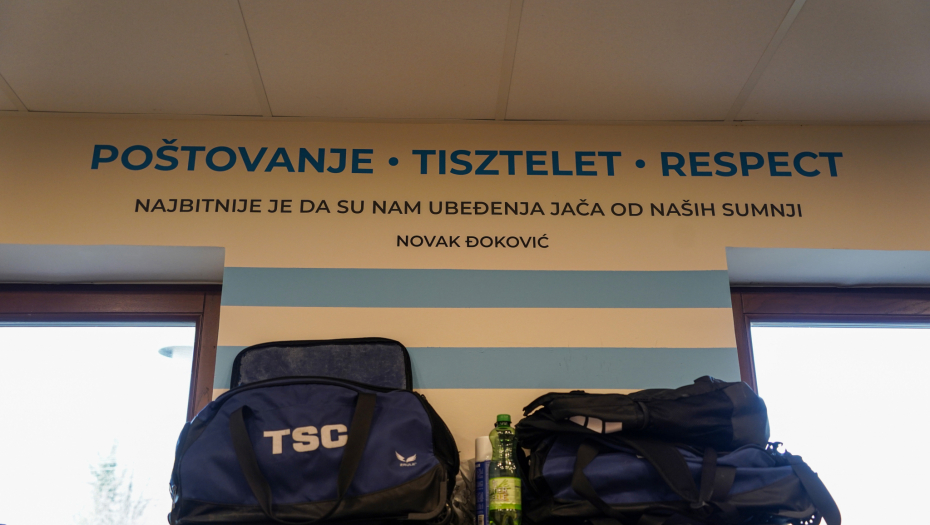 POŠTOVANJE • TISZTELET • RESPECT
NAJBITNIJE JE DA SU NAM UBEĐENJA JAČA OD NAŠIH SUMNJI
NOVAK ĐOKOVIĆ
TSC